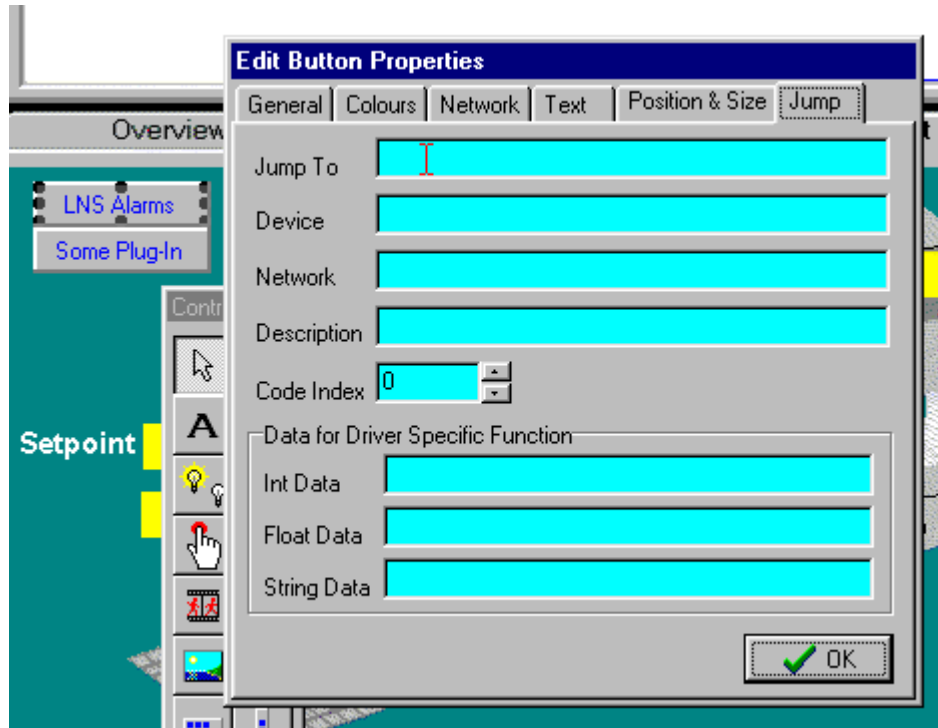 Edit Button Properties
General Colours Network Text Position & Size Jump
Overview
Jump To
LNS Alarms
Device
Some Plug-In
Network
Contr
Description
Code Index 0
A
Setpoint
Data for Driver Specific Function
Int Data
Float Data
String Data
OK